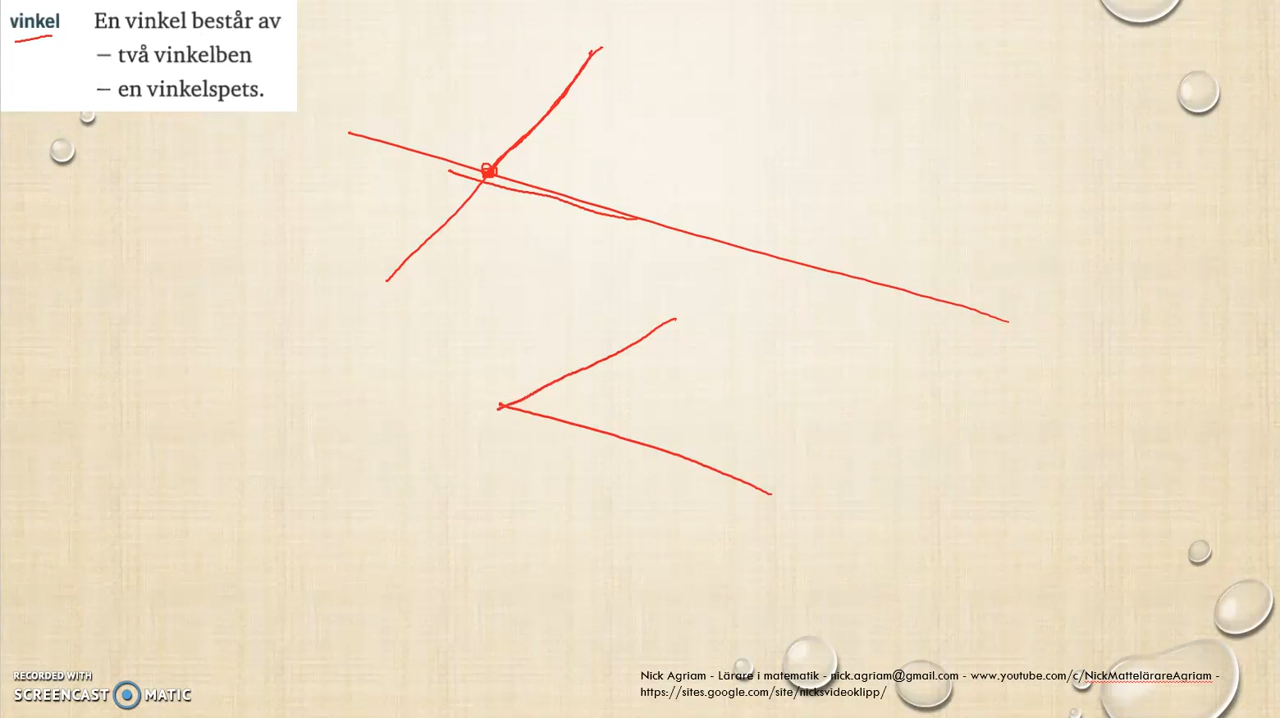 vinkel En vinkel består av
– två vinkelben
– en vinkelspets.
RECORDED WITH
SCREENCAST MATIC
Nick Agriam - Lärare i matematik - nick.agriam@gmail.com - www.youtube.com/c/NickMattelärareAgriam -
https://sites.google.com/site/nicksvideoklipp/